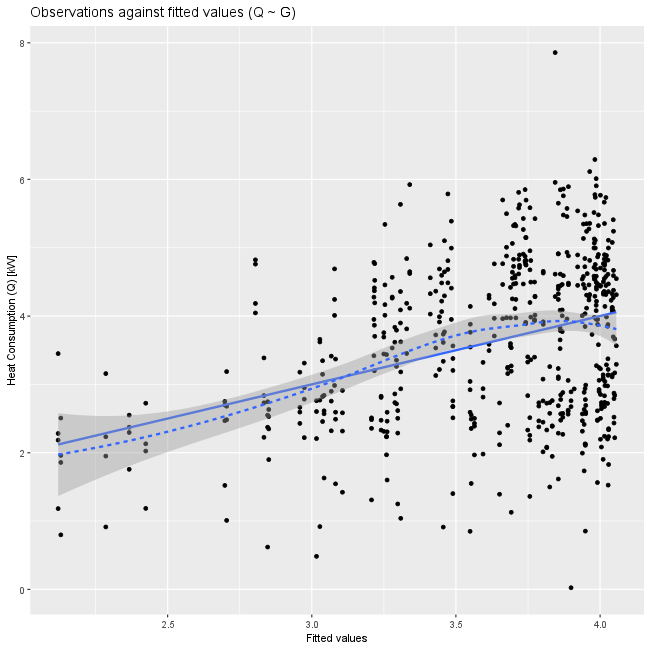 Observations against fitted values (Q ~ G)
Heat Consumption (Q) [kW]
8
6
4
2
0
2.5 3.0 3.5 4.0
Fitted values